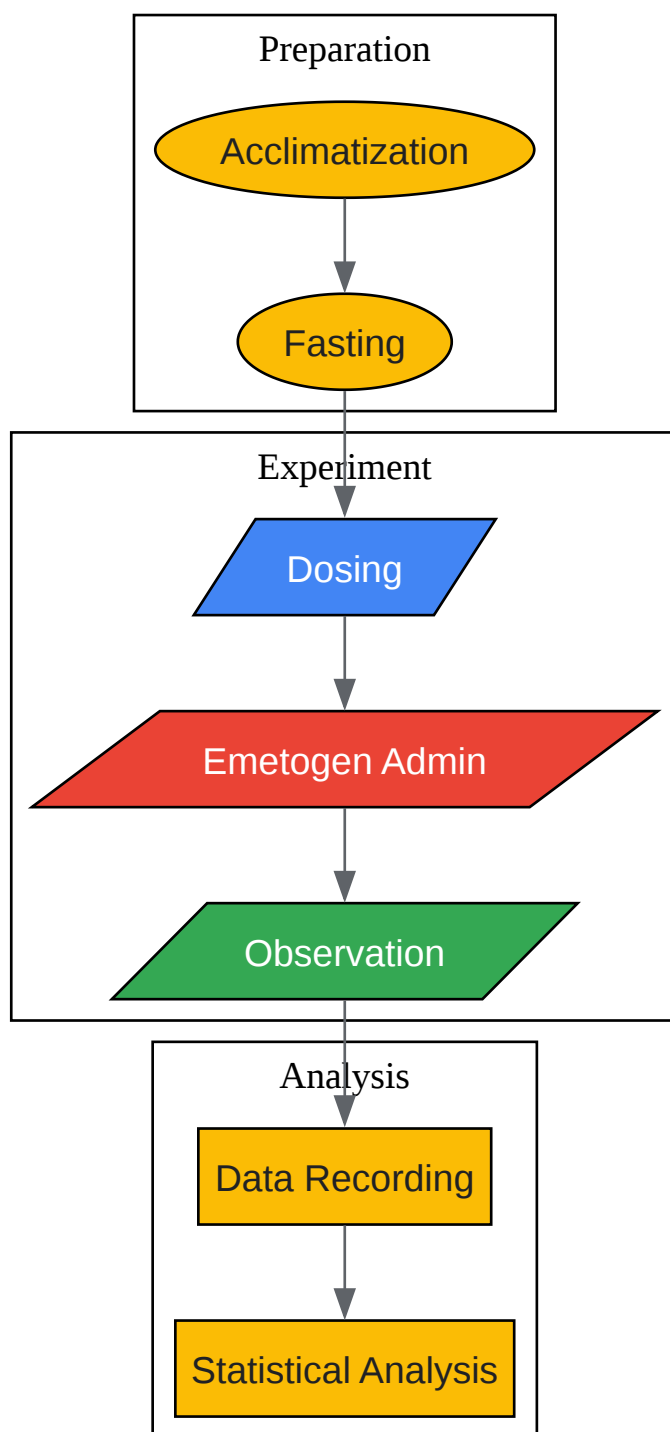 Preparation
Acclimatization
Fasting
Experiment
Dosing
Emetogen Admin
Observation
Analysis
Data Recording
Statistical Analysis